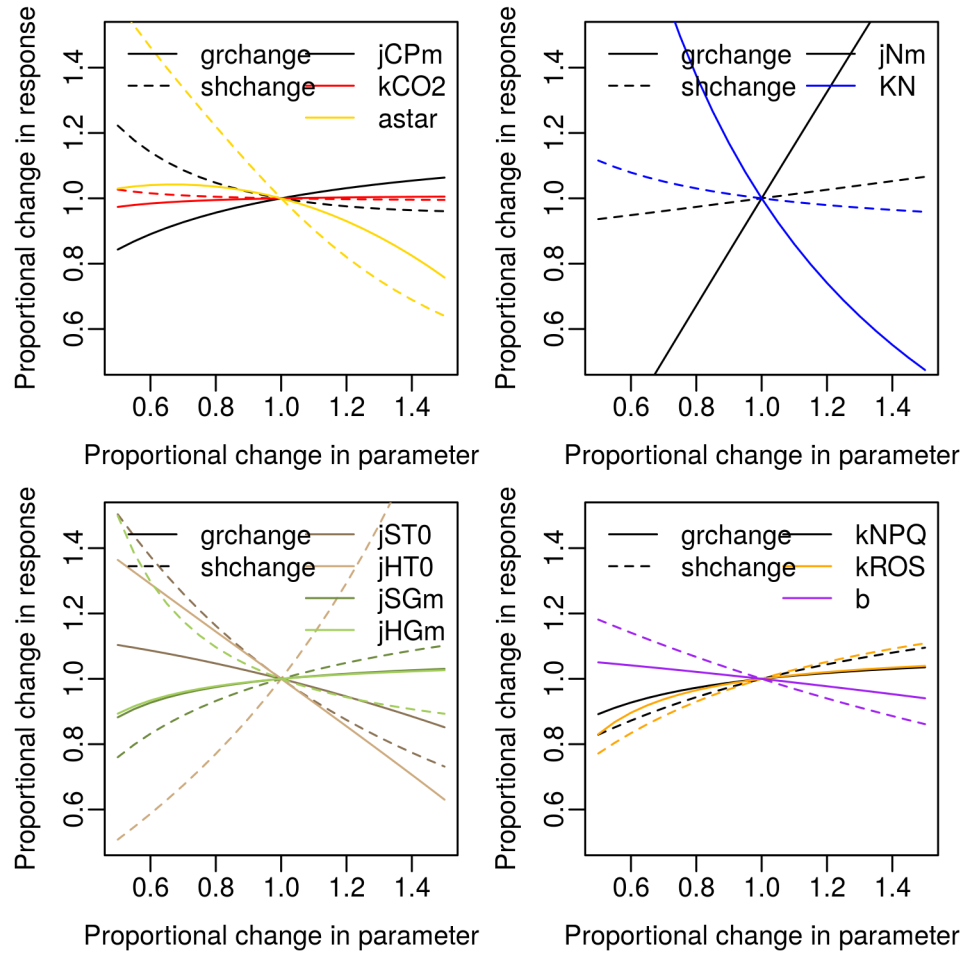 Proportional change in response
1.4
1.2
1.0
0.8
0.6
grchange jCPm
shchange kCO2
astar
0.6 0.8 1.0 1.2 1.4
Proportional change in parameter
Proportional change in response
1.4
1.2
1.0
0.8
0.6
grchange jNm
shchange KN
0.6 0.8 1.0 1.2 1.4
Proportional change in parameter
Proportional change in response
1.4
1.2
1.0
0.8
0.6
grchange jST0
shchange jHT0
jSGm
jHGm
0.6 0.8 1.0 1.2 1.4
Proportional change in parameter
Proportional change in response
1.4
1.2
1.0
0.8
0.6
grchange kNPQ
shchange kROS
b
0.6 0.8 1.0 1.2 1.4
Proportional change in parameter